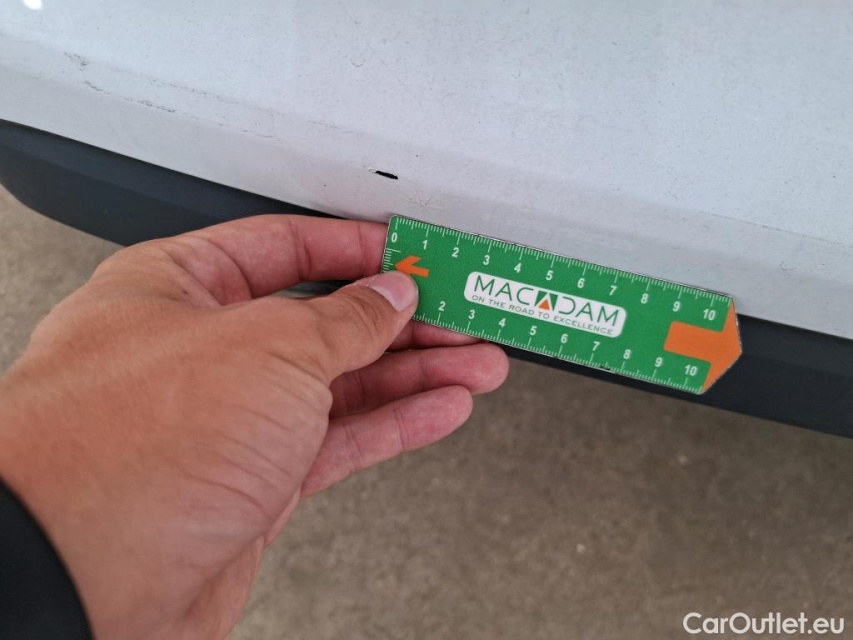 0 1 2 3 4 5 6 7 8 9 10
MACADAM
ON THE ROAD TO EXCELLENCE
2 3 4 5 6 7 8 9 10
CarOutlet.eu